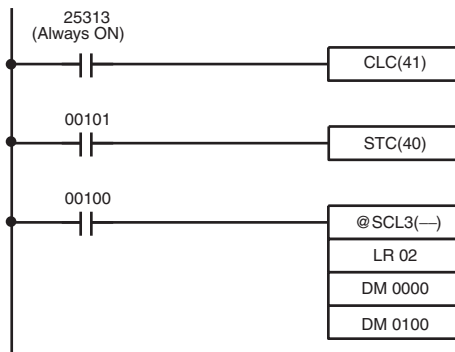 25313
(Always ON)
CLC(41)
00101
STC(40)
00100
@SCL3(––)
LR 02
DM 0000
DM 0100